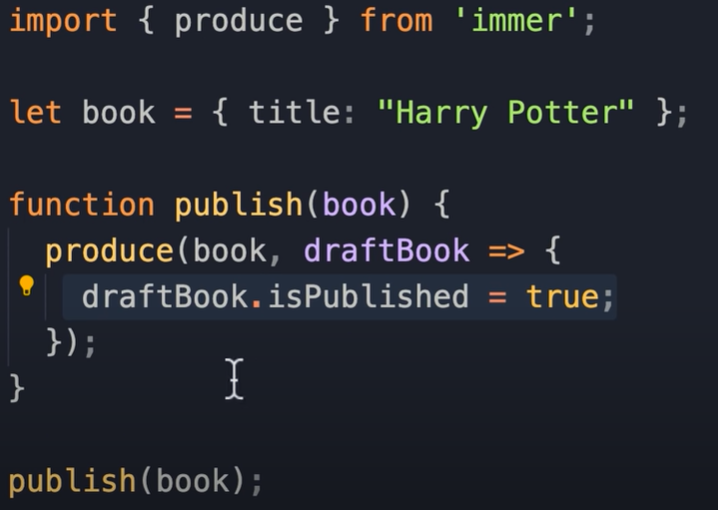 import { produce } from 'immer';
let book = { title: "Harry Potter" };
function publish(book) {
produce(book, draftBook => {
draftBook.isPublished = true;
});
}
publish(book);